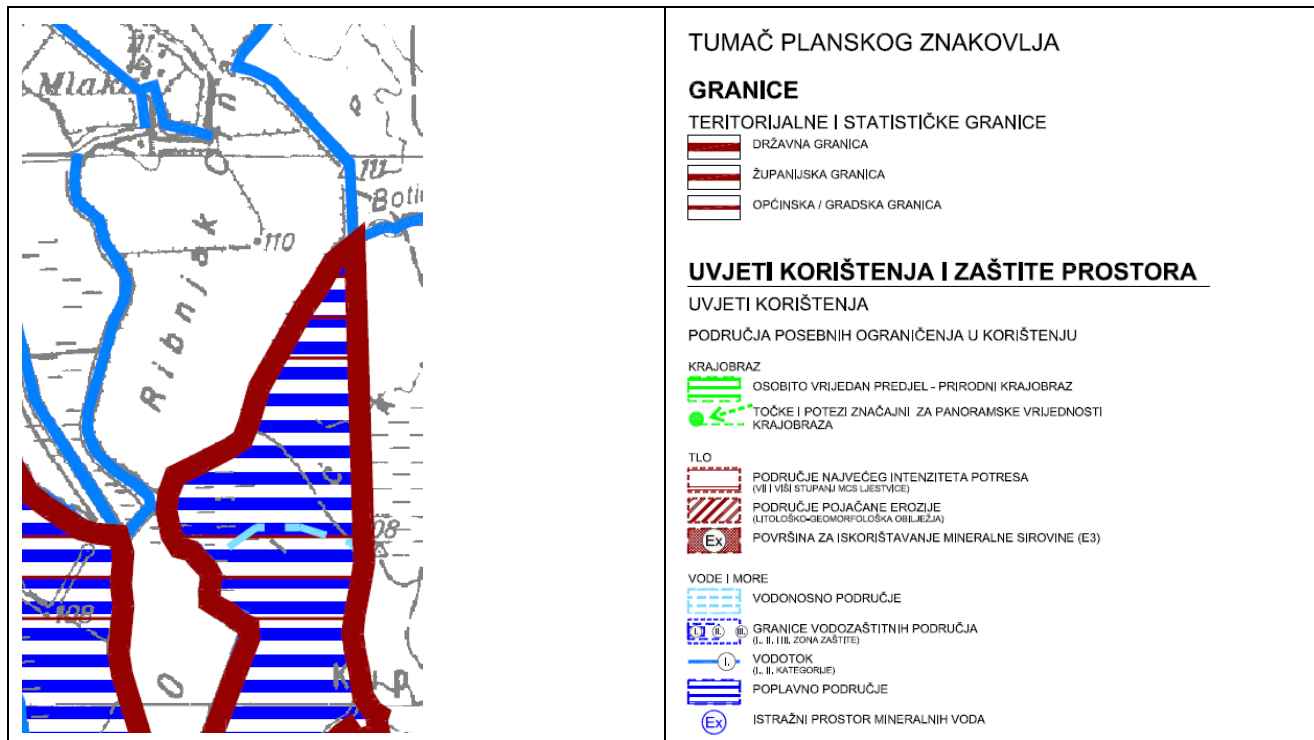 Mlak
110
111
Boti
Ribnjak
108
08
O
K
TUMAČ PLANSKOG ZNAKOVLJA
GRANICE
TERITORIJALNE I STATISTIČKE GRANICE
DRŽAVNA GRANICA
ŽUPANIJSKA GRANICA
OPĆINSKA / GRADSKA GRANICA
UVJETI KORIŠTENJA I ZAŠTITE PROSTORA
UVJETI KORIŠTENJA
PODRUČJA POSEBNIH OGRANIČENJA U KORIŠTENJU
KRAJOBRAZ
OSOBITO VRIJEDAN PREDJEL - PRIRODNI KRAJOBRAZ
TOČKE I POTEZI ZNAČAJNI ZA PANORAMSKE VRIJEDNOSTI
KRAJOBRAZA
TLO
PODRUČJE NAJVEĆEG INTENZITETA POTRESA
(VII I VIŠI STUPANJ MCS LJESTVICE)
PODRUČJE POJAČANE EROZIJE
(LITOLOŠKO-GEOMORFOLOŠKA OBILJEŽJA)
Ex POVRŠINA ZA ISKORIŠTAVANJE MINERALNE SIROVINE (E3)
VODE I MORE
VODONOSNO PODRUČJE
I. II. III. GRANICE VODOZAŠTITNIH PODRUČJA
(I., II. I III. ZONA ZAŠTITE)
I. VODOTOK
(I., II. KATEGORIJE)
POPLAVNO PODRUČJE
Ex ISTRAŽNI PROSTOR MINERALNIH VODA